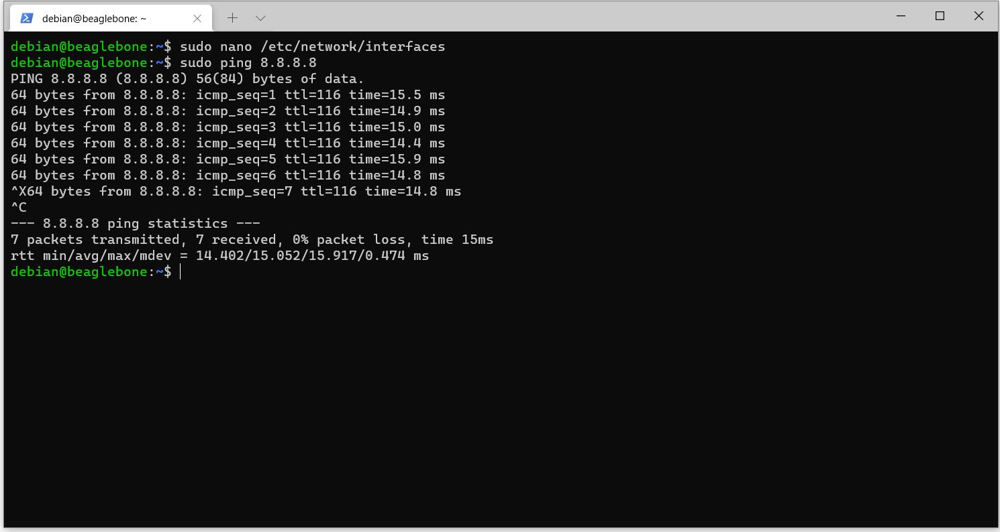 debian@beaglebone: ~
debian@beaglebone:~$ sudo nano /etc/network/interfaces
debian@beaglebone:~$ sudo ping 8.8.8.8
PING 8.8.8.8 (8.8.8.8) 56(84) bytes of data.
64 bytes from 8.8.8.8: icmp_seq=1 ttl=116 time=15.5 ms
64 bytes from 8.8.8.8: icmp_seq=2 ttl=116 time=14.9 ms
64 bytes from 8.8.8.8: icmp_seq=3 ttl=116 time=15.0 ms
64 bytes from 8.8.8.8: icmp_seq=4 ttl=116 time=14.4 ms
64 bytes from 8.8.8.8: icmp_seq=5 ttl=116 time=15.9 ms
64 bytes from 8.8.8.8: icmp_seq=6 ttl=116 time=14.8 ms
^X64 bytes from 8.8.8.8: icmp_seq=7 ttl=116 time=14.8 ms
^C
--- 8.8.8.8 ping statistics ---
7 packets transmitted, 7 received, 0% packet loss, time 15ms
rtt min/avg/max/mdev = 14.402/15.052/15.917/0.474 ms
debian@beaglebone:~$